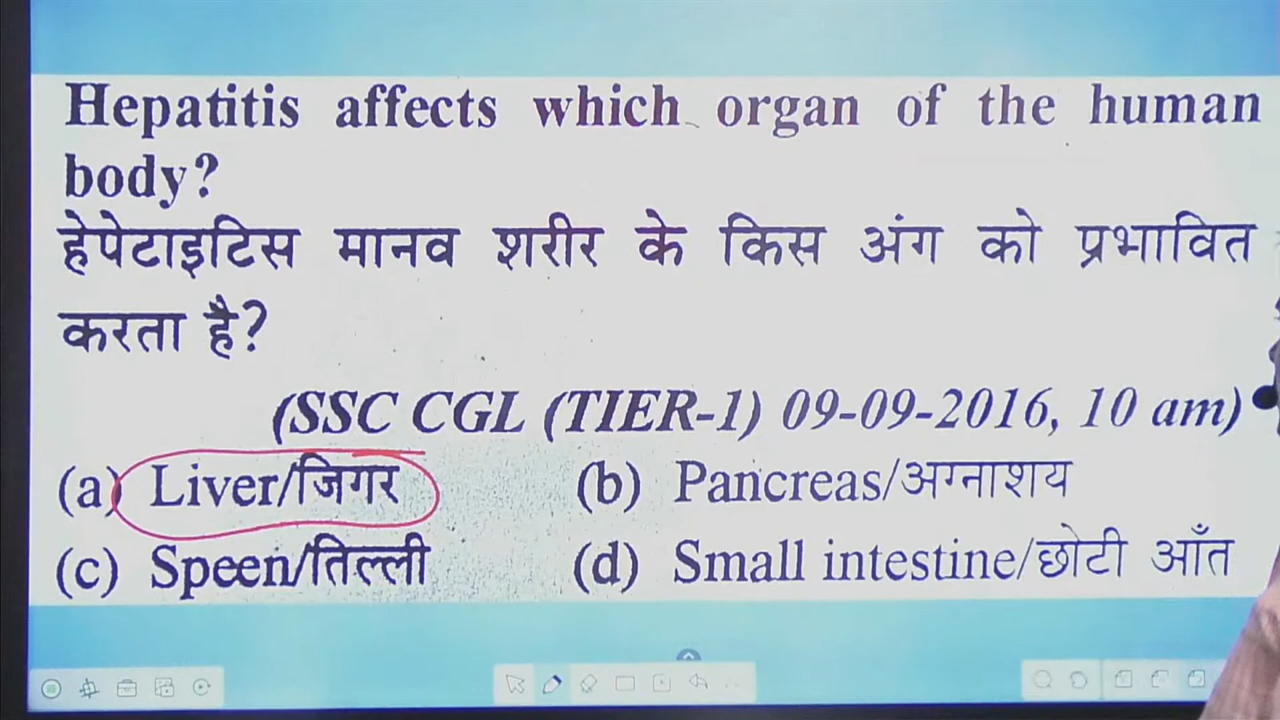 Hepatitis affects which organ of the human
body?
हेपेटाइटिस मानव शरीर के किस अंग को प्रभावित
करता है?
(SSC CGL (TIER-1) 09-09-2016, 10 am)
(a) Liver/जिगर (b) Pancreas/अग्नाशय
(c) Speen/तिल्ली (d) Small intestine/छोटी आँत